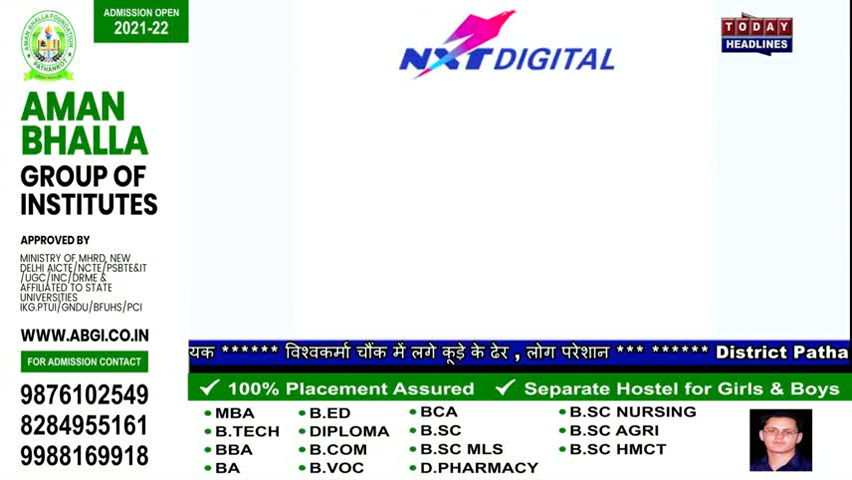 AMAN BHALLA FOUNDATION
PATHANKOT
ADMISSION OPEN
2021-22
AMAN
BHALLA
GROUP OF
INSTITUTES
APPROVED BY
MINISTRY OF MHRD, NEW
DELHI AICTE/NCTE/PSBTE&IT
/UGC/INC/DRME &
AFFILIATED TO STATE
UNIVERSITIES
IKG.PTUI/GNDU/BFUHS/PCI
WWW.ABGI.CO.IN
FOR ADMISSION CONTACT
9876102549
8284955161
9988169918
NXTDIGITAL
TODAY
HEADLINES
यक ****** विश्वकर्मा चौंक में लगे कूड़े के ढेर , लोग परेशान *** ****** District Patha
✓ 100% Placement Assured ✓ Separate Hostel for Girls & Boys
• MBA
• B.TECH
• BBA
• BA
• B.ED
• DIPLOMA
• B.COM
• B.VOC
• BCA
• B.SC
• B.SC MLS
• D.PHARMACY
• B.SC NURSING
• B.SC AGRI
• B.SC HMCT